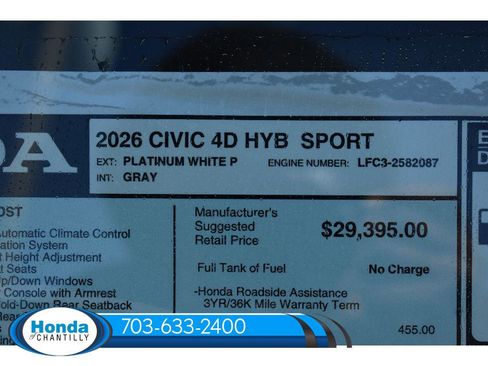 DA
2026 CIVIC 4D HYB SPORT
EXT: PLATINUM WHITE P ENGINE NUMBER: LFC3-2582087
INT: GRAY
E
D
OST
Automatic Climate Control
ation System
t Height Adjustment
t Seats
Up/Down Windows
r Console with Armrest
Fold-Down Rear Seatback
Rear
Manufacturer's
Suggested
Retail Price $29,395.00
Full Tank of Fuel No Charge
-Honda Roadside Assistance
3YR/36K Mile Warranty Term
455.00
Honda
OF CHANTILLY
703-633-2400